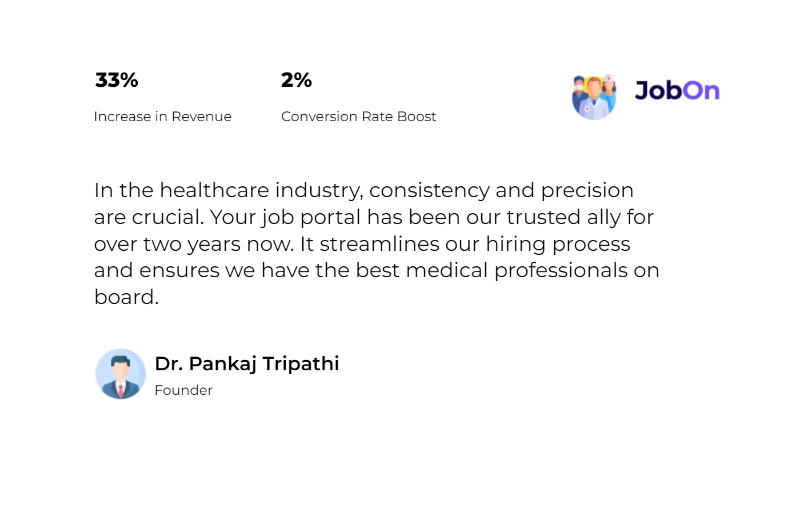 33%
Increase in Revenue
2%
Conversion Rate Boost
JobOn
In the healthcare industry, consistency and precision
are crucial. Your job portal has been our trusted ally for
over two years now. It streamlines our hiring process
and ensures we have the best medical professionals on
board.
Dr. Pankaj Tripathi
Founder